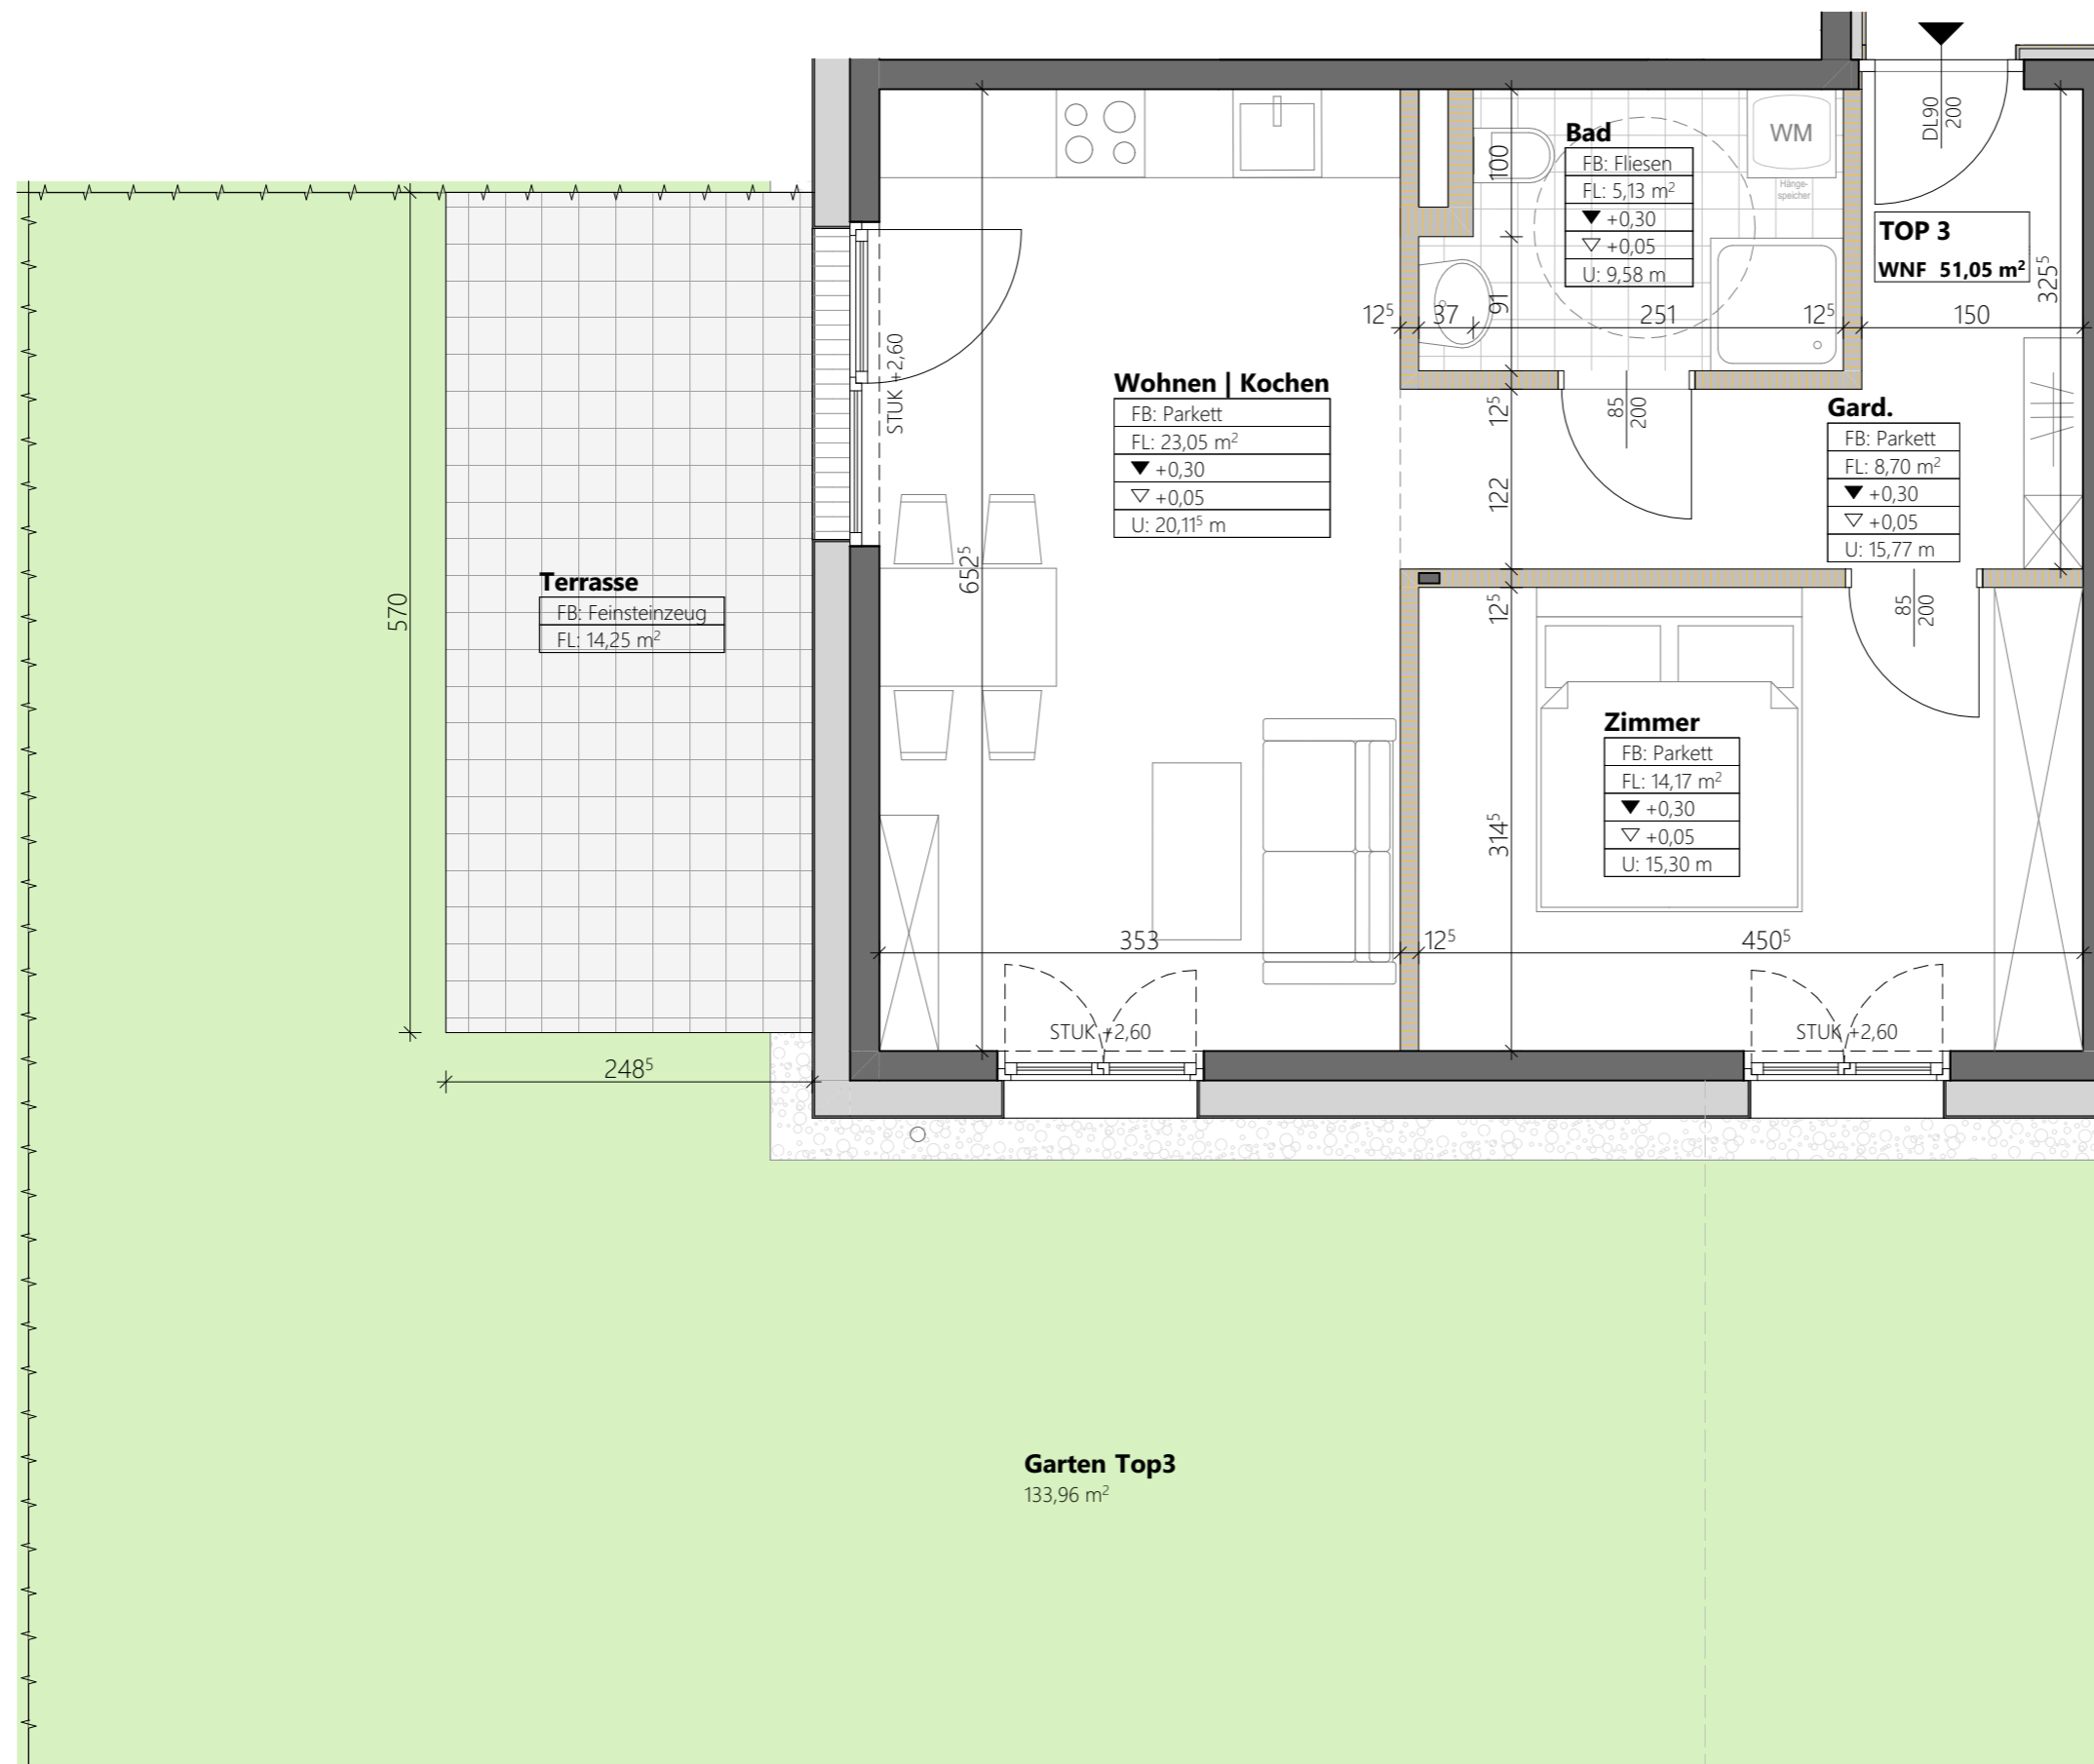 DL90
200
Bad
FB: Fliesen
FL: 5,13 m²
▼ +0,30
▽ +0,05
U: 9,58 m
WM
Hänge-
speicher
100
91
TOP 3
WNF 51,05 m²
325⁵
12⁵
37
251
12⁵
150
STUK +2,60
Wohnen | Kochen
FB: Parkett
FL: 23,05 m²
▼ +0,30
▽ +0,05
U: 20,11⁵ m
12⁵
85
200
Gard.
FB: Parkett
FL: 8,70 m²
▼ +0,30
▽ +0,05
U: 15,77 m
122
652⁵
Terrasse
FB: Feinsteinzeug
FL: 14,25 m²
570
12⁵
85
200
Zimmer
FB: Parkett
FL: 14,17 m²
▼ +0,30
▽ +0,05
U: 15,30 m
314⁵
353
12⁵
450⁵
STUK +2,60
STUK +2,60
248⁵
Garten Top3
133,96 m²